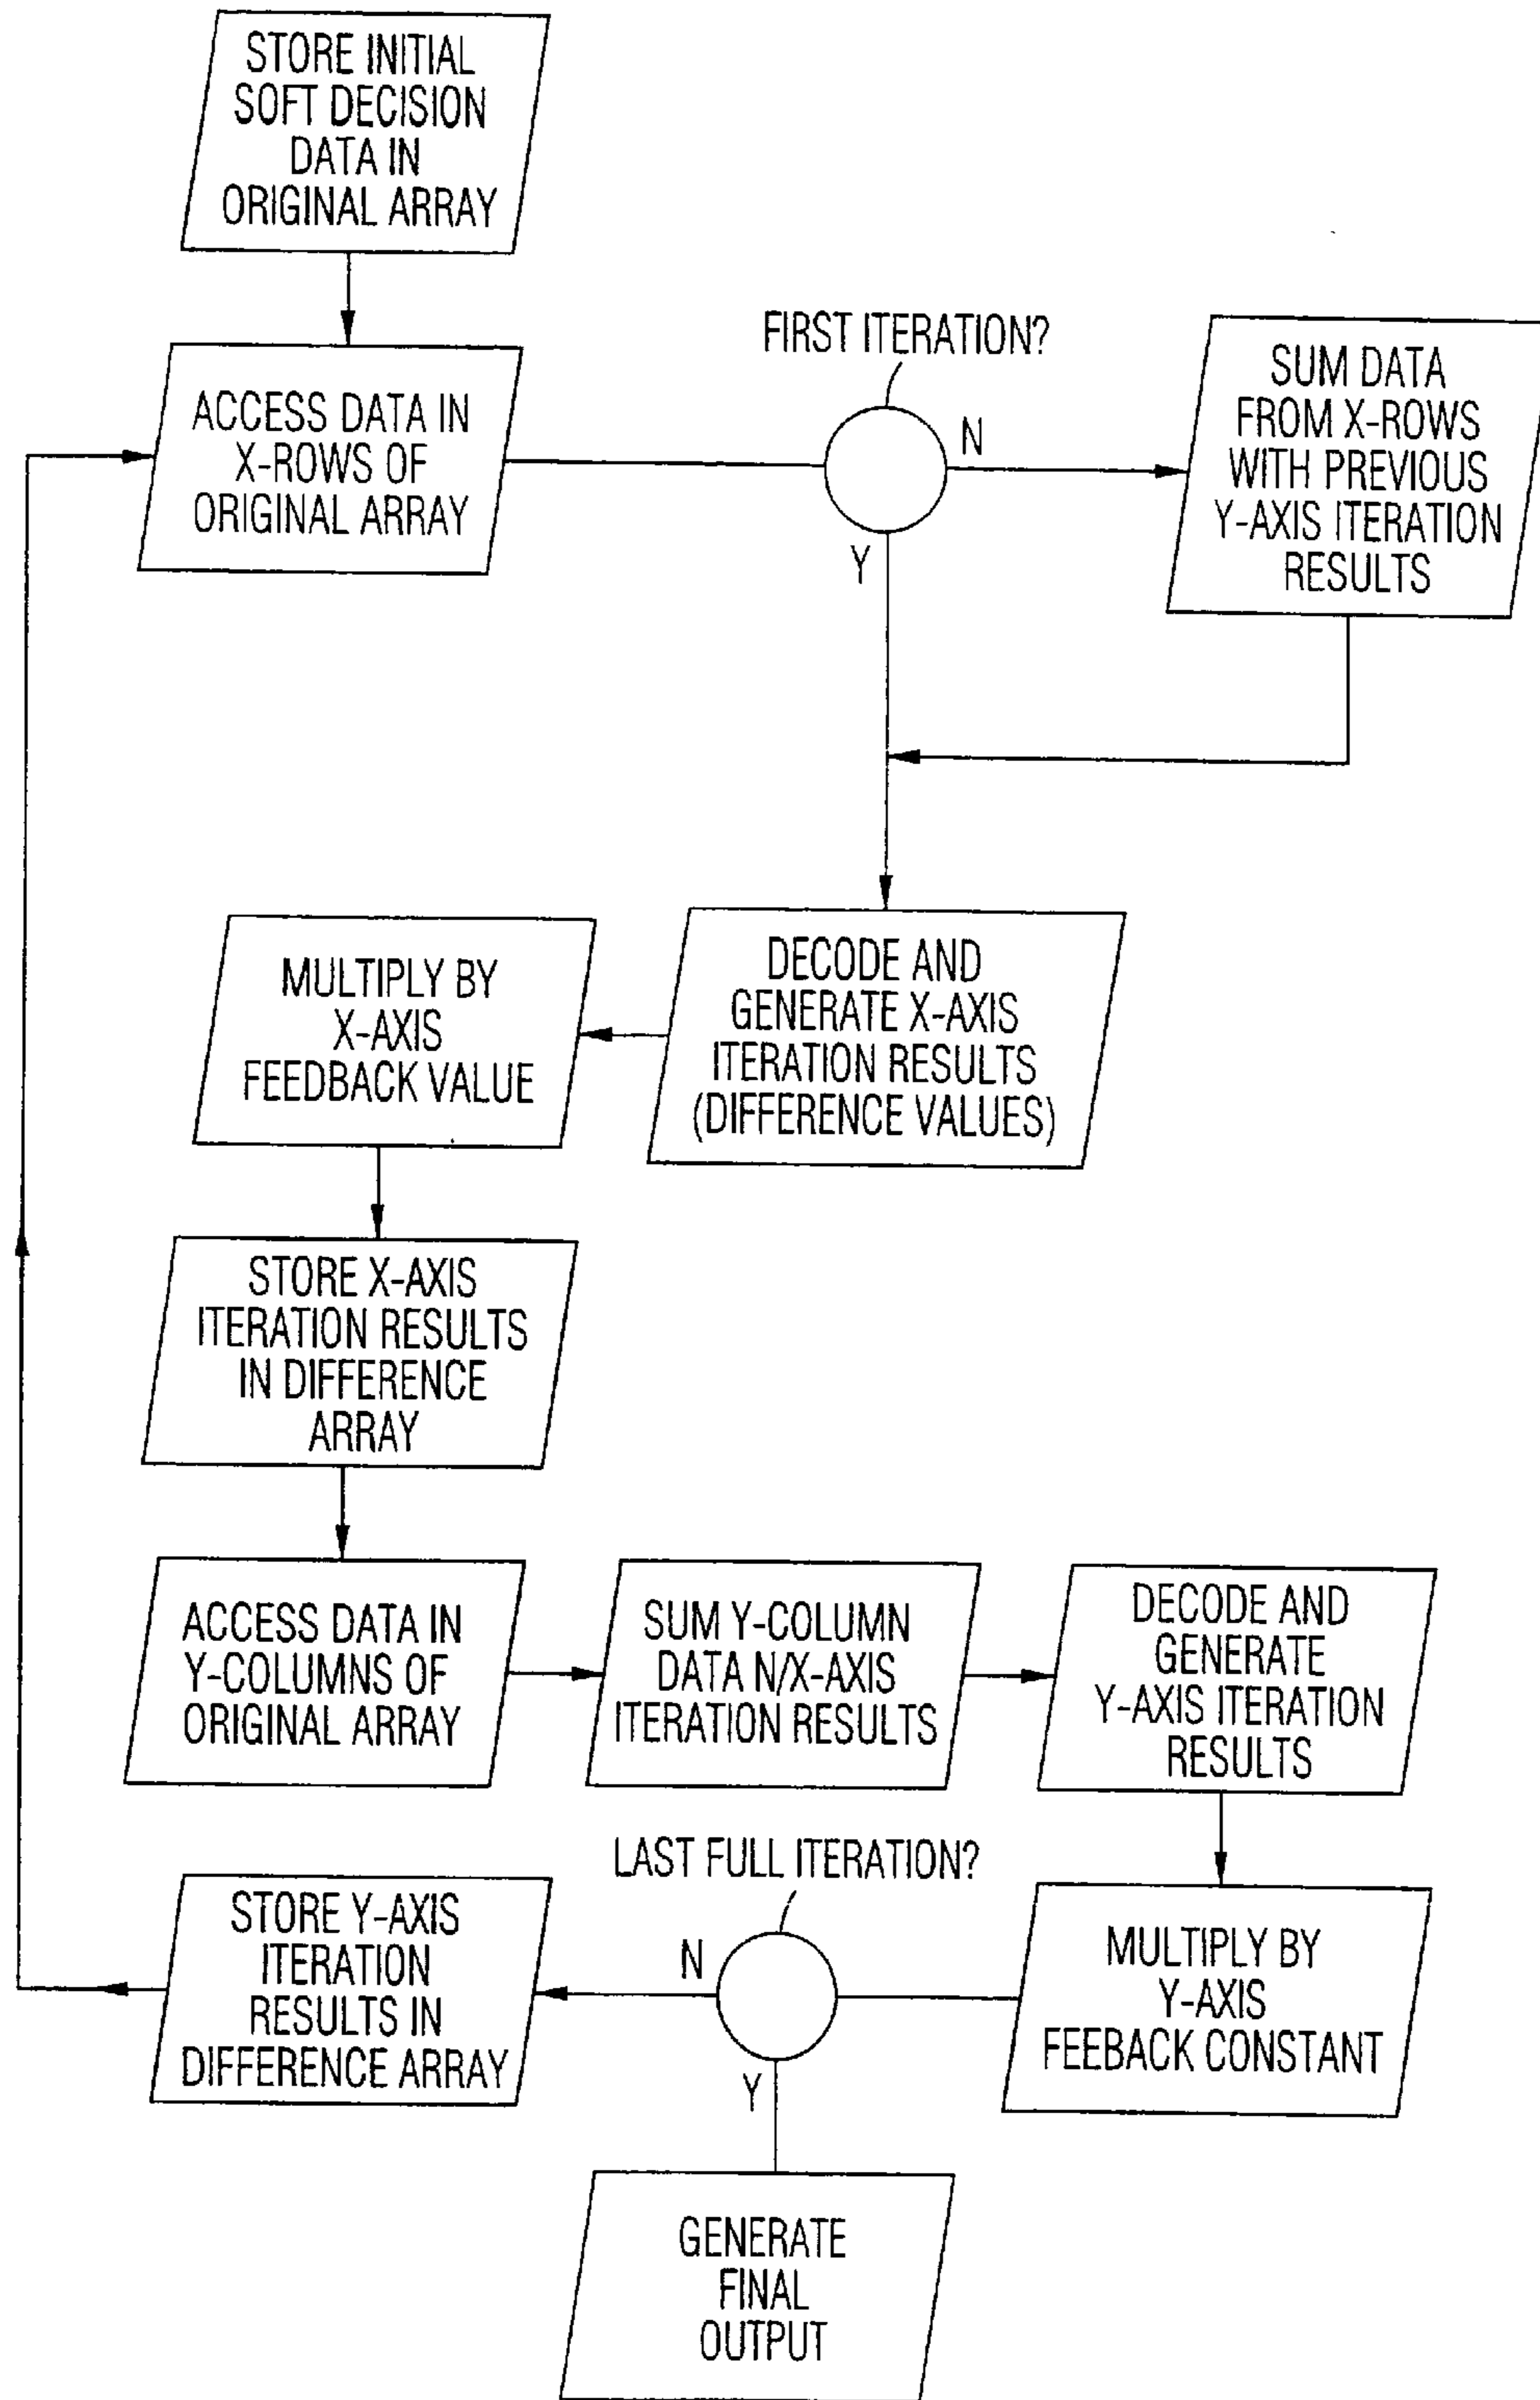 STORE INITIAL
SOFT DECISION
DATA IN
ORIGINAL ARRAY
ACCESS DATA IN
X-ROWS OF
ORIGINAL ARRAY
FIRST ITERATION?
N
Y
SUM DATA
FROM X-ROWS
WITH PREVIOUS
Y-AXIS ITERATION
RESULTS
DECODE AND
GENERATE X-AXIS
ITERATION RESULTS
(DIFFERENCE VALUES)
MULTIPLY BY
X-AXIS
FEEDBACK VALUE
STORE X-AXIS
ITERATION RESULTS
IN DIFFERENCE
ARRAY
ACCESS DATA IN
Y-COLUMNS OF
ORIGINAL ARRAY
SUM Y-COLUMN
DATA N/X-AXIS
ITERATION RESULTS
DECODE AND
GENERATE
Y-AXIS ITERATION
RESULTS
MULTIPLY BY
Y-AXIS
FEEBACK CONSTANT
LAST FULL ITERATION?
N
Y
STORE Y-AXIS
ITERATION
RESULTS IN
DIFFERENCE ARRAY
GENERATE
FINAL
OUTPUT